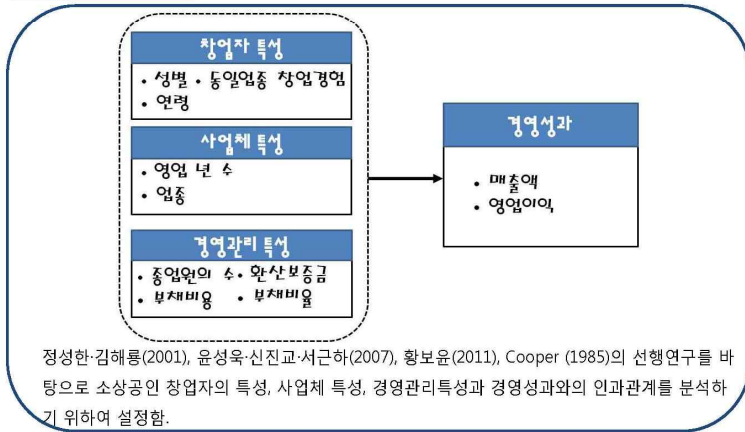 창업자 특성
• 성별 • 동일업종 창업경험
• 연령
사업체 특성
• 영업 년 수
• 업종
경영관리 특성
• 종업원의 수 • 환산보증금
• 부채비용 • 부채비율
경영성과
• 매출액
• 영업이익
정성한·김해룡(2001), 윤성욱·신진교·서근하(2007), 황보윤(2011), Cooper (1985)의 선행연구를 바
탕으로 소상공인 창업자의 특성, 사업체 특성, 경영관리특성과 경영성과와의 인과관계를 분석하
기 위하여 설정함.